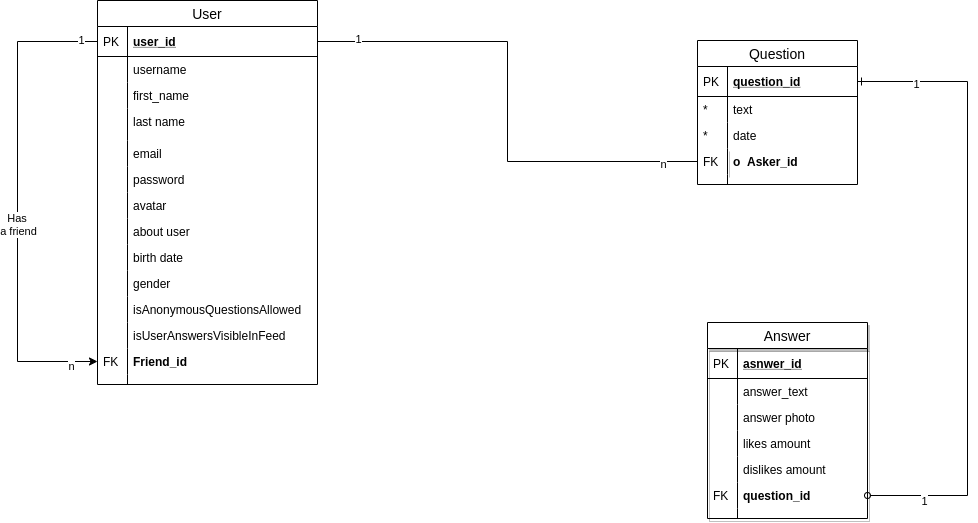 User
1
PK user_id
1
username
first_name
last name
email
password
avatar
about user
birth date
gender
isAnonymousQuestionsAllowed
isUserAnswersVisibleInFeed
FK Friend_id
n
Has
a friend
Question
PK question_id
1
* text
* date
FK o Asker_id
n
Answer
PK asnwer_id
answer_text
answer photo
likes amount
dislikes amount
FK question_id
1